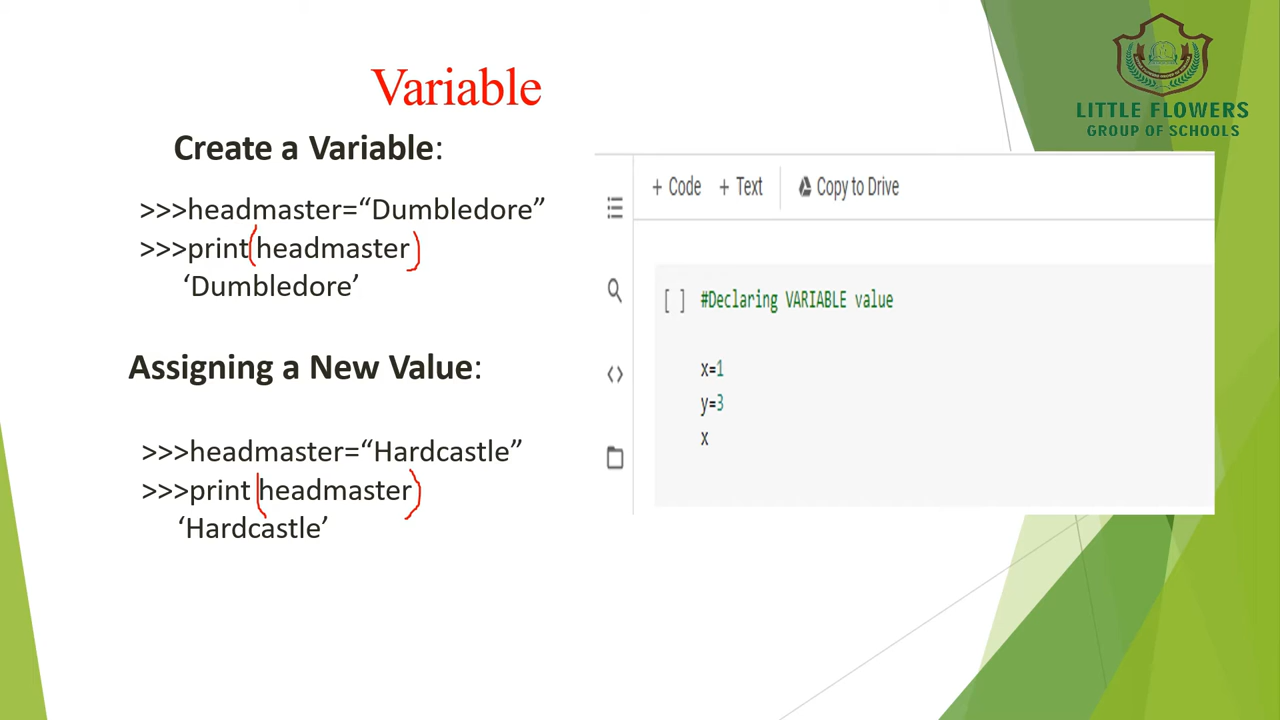 Variable
Create a Variable:
>>>headmaster=“Dumbledore”
>>>print(headmaster)
‘Dumbledore’
Assigning a New Value:
>>>headmaster=“Hardcastle”
>>>print (headmaster)
‘Hardcastle’
LITTLE FLOWERS
GROUP OF SCHOOLS
+ Code + Text Copy to Drive
[ ] #Declaring VARIABLE value
x=1
y=3
x